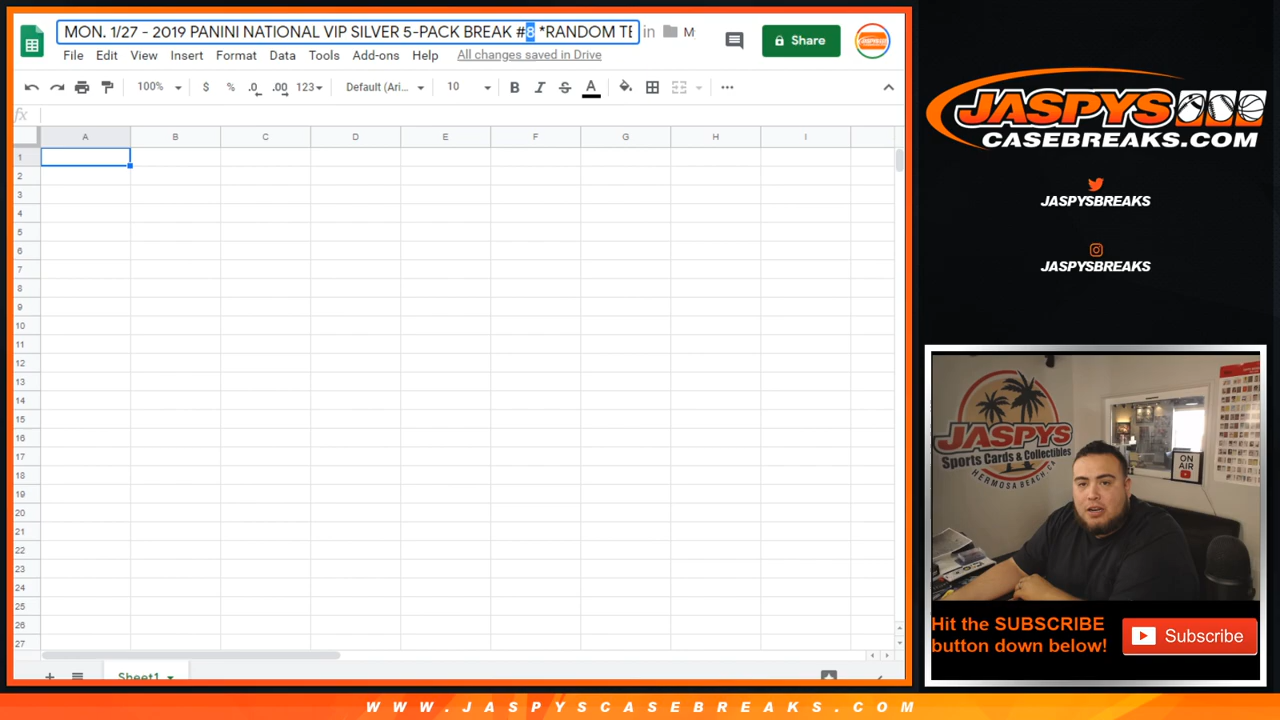 MON. 1/27 - 2019 PANINI NATIONAL VIP SILVER 5-PACK BREAK #8 *RANDOM TE in M
File Edit View Insert Format Data Tools Add-ons Help All changes saved in Drive
Share
100% $ % .0 .00 123 Default (Ari... 10 B I S A
fx
A B C D E F G H I
1
2
3
4
5
6
7
8
9
10
11
12
13
14
15
16
17
18
19
20
21
22
23
24
25
26
27
Sheet1
JASPYS
CASEBREAKS.COM
JASPYSBREAKS
JASPYSBREAKS
JASPYS
Sports Cards & Collectibles
HERMOSA BEACH, CA
ON
AIR
Hit the SUBSCRIBE
button down below!
Subscribe
WWW.JASPYSCASEBREAKS.COM